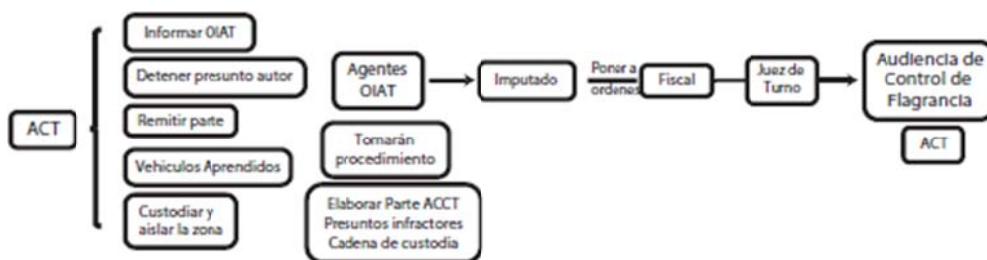 ACT
Informar OIAT
Detener presunto autor
Remitir parte
Vehiculos Aprendidos
Custodiar y
aislar la zona
Agentes
OIAT
Tomarán
procedimiento
Elaborar Parte ACCT
Presuntos infractores
Cadena de custodia
Imputado
Poner a
ordenes
Fiscal
Juez de
Turno
Audiencia de
Control de
Flagrancia
ACT